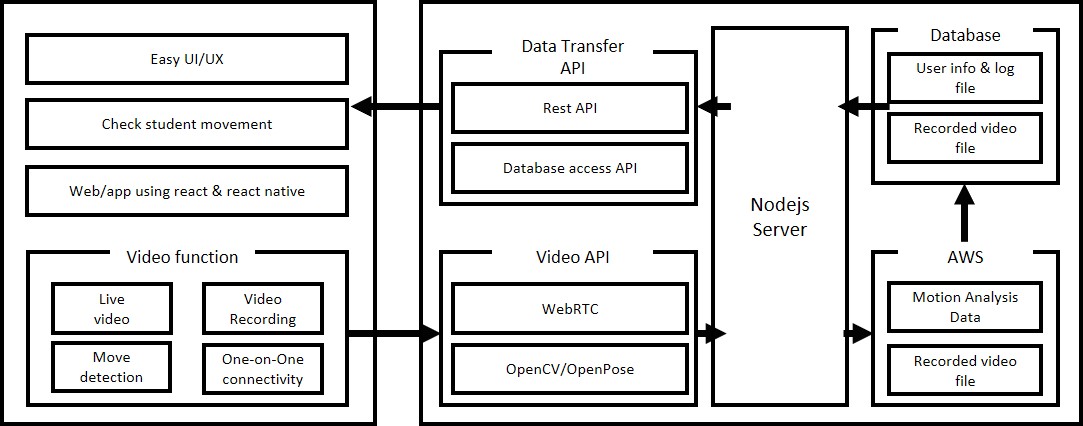 Easy UI/UX
Check student movement
Web/app using react & react native
Video function
Live
video
Video
Recording
Move
detection
One-on-One
connectivity
Data Transfer
API
Rest API
Database access API
Video API
WebRTC
OpenCV/OpenPose
Nodejs
Server
Database
User info & log
file
Recorded video
file
AWS
Motion Analysis
Data
Recorded video
file